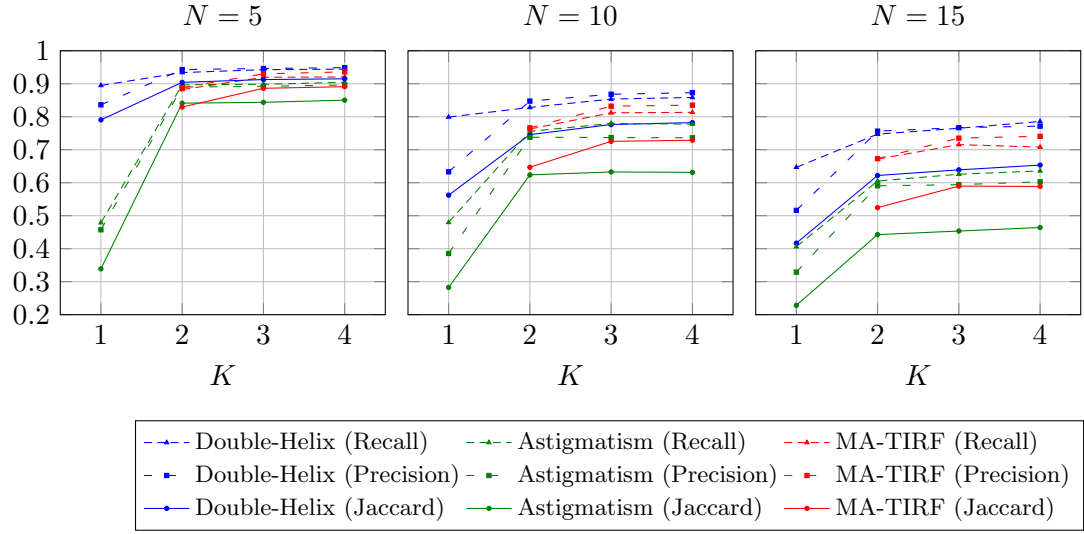 N = 5 N = 10 N = 15
1
0.9
0.8
0.7
0.6
0.5
0.4
0.3
0.2
1 2 3 4 1 2 3 4 1 2 3 4
K K K
Double-Helix (Recall) Astigmatism (Recall) MA-TIRF (Recall)
Double-Helix (Precision) Astigmatism (Precision) MA-TIRF (Precision)
Double-Helix (Jaccard) Astigmatism (Jaccard) MA-TIRF (Jaccard)